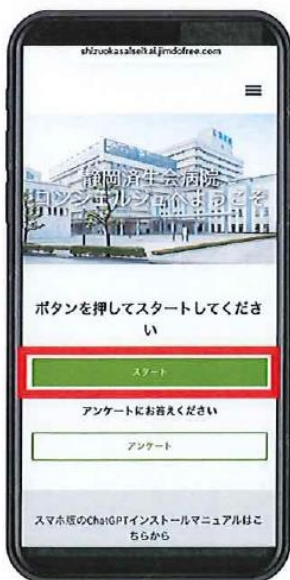 shizuokasaiseikai.jimdofree.com
静岡済生会病院
コンシェルジュへようこそ
ボタンを押してスタートしてくださ
い
スタート
アンケートにお答えください
アンケート
スマホ版のChatGPTインストールマニュアルはこ
ちらから